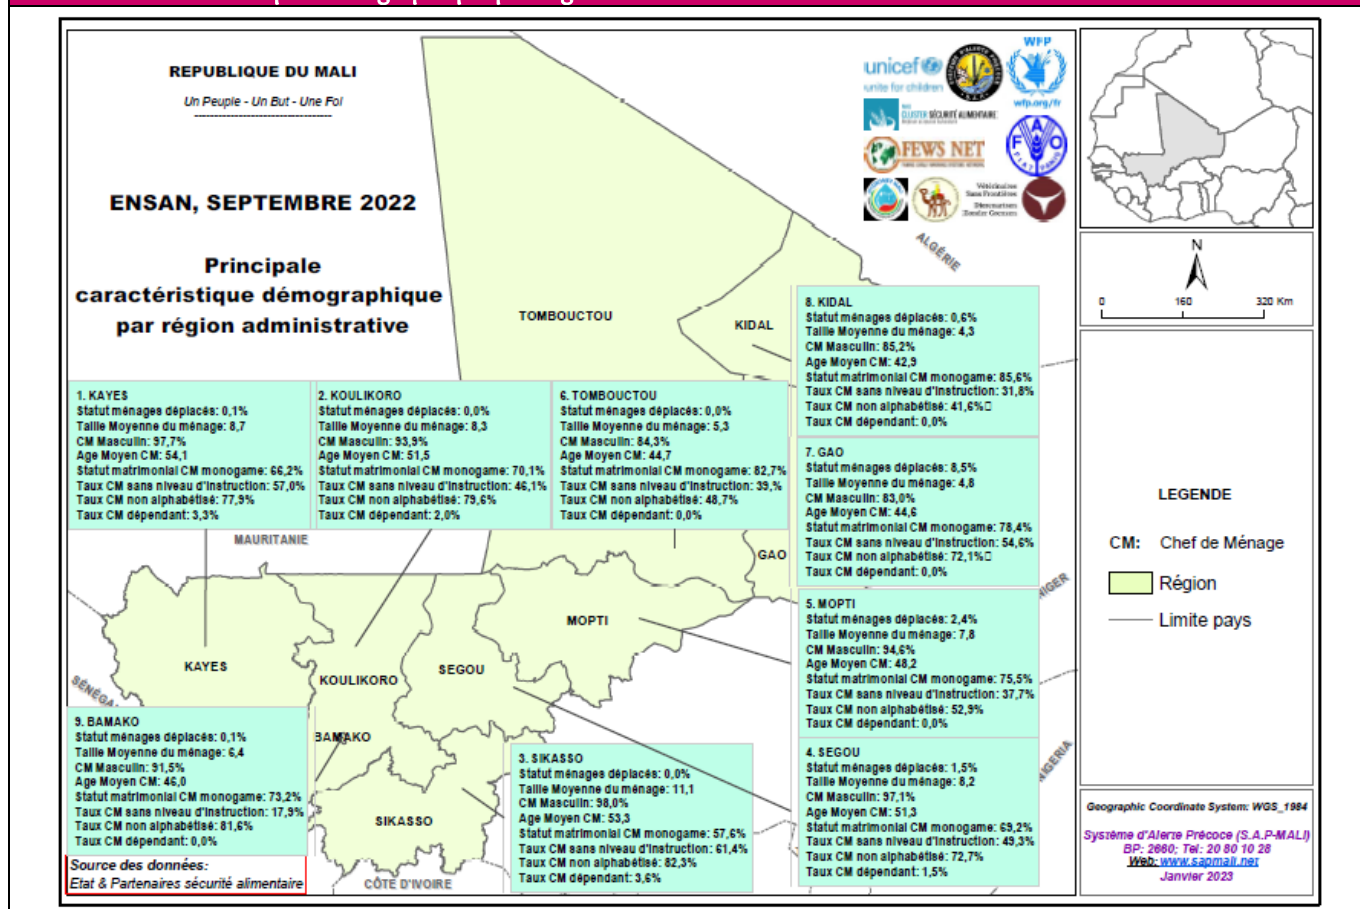 REPUBLIQUE DU MALI
Un Peuple - Un But - Une Foi
ENSAN, SEPTEMBRE 2022
Principale
caractéristique démographique
par région administrative
unicef
unite for children
WFP
wfp.org/fr
CLUSTER SÉCURITÉ ALIMENTAIRE
FEWS NET
FAO
FIAT PANIS
Vétérinaires
Sans Frontières
Dierenartsen
Zonder Grenzen
ALGÉRIE
TOMBOUCTOU
KIDAL
8. KIDAL
Statut ménages déplacés: 0,6%
Taille Moyenne du ménage: 4,3
CM Masculin: 85,2%
Age Moyen CM: 42,9
Statut matrimonial CM monogame: 85,6%
Taux CM sans niveau d'instruction: 31,8%
Taux CM non alphabétisé: 41,6%
Taux CM dépendant: 0,0%
1. KAYES
Statut ménages déplacés: 0,1%
Taille Moyenne du ménage: 8,7
CM Masculin: 97,7%
Age Moyen CM: 54,1
Statut matrimonial CM monogame: 66,2%
Taux CM sans niveau d'instruction: 57,0%
Taux CM non alphabétisé: 77,9%
Taux CM dépendant: 3,3%
2. KOULIKORO
Statut ménages déplacés: 0,0%
Taille Moyenne du ménage: 8,3
CM Masculin: 93,9%
Age Moyen CM: 51,5
Statut matrimonial CM monogame: 70,1%
Taux CM sans niveau d'instruction: 46,1%
Taux CM non alphabétisé: 79,6%
Taux CM dépendant: 2,0%
6. TOMBOUCTOU
Statut ménages déplacés: 0,0%
Taille Moyenne du ménage: 5,3
CM Masculin: 84,3%
Age Moyen CM: 44,7
Statut matrimonial CM monogame: 82,7%
Taux CM sans niveau d'instruction: 39,%
Taux CM non alphabétisé: 48,7%
Taux CM dépendant: 0,0%
7. GAO
Statut ménages déplacés: 8,5%
Taille Moyenne du ménage: 4,8
CM Masculin: 83,0%
Age Moyen CM: 44,6
Statut matrimonial CM monogame: 78,4%
Taux CM sans niveau d'instruction: 54,6%
Taux CM non alphabétisé: 72,1%
Taux CM dépendant: 0,0%
MAURITANIE
GAO
NIGER
MOPTI
KAYES
KOULIKORO
SEGOU
SÉNÉGAL
5. MOPTI
Statut ménages déplacés: 2,4%
Taille Moyenne du ménage: 7,8
CM Masculin: 94,6%
Age Moyen CM: 48,2
Statut matrimonial CM monogame: 75,5%
Taux CM sans niveau d'instruction: 37,7%
Taux CM non alphabétisé: 52,9%
Taux CM dépendant: 0,0%
9. BAMAKO
Statut ménages déplacés: 0,1%
Taille Moyenne du ménage: 6,4
CM Masculin: 91,5%
Age Moyen CM: 46,0
Statut matrimonial CM monogame: 73,2%
Taux CM sans niveau d'instruction: 17,9%
Taux CM non alphabétisé: 81,6%
Taux CM dépendant: 0,0%
BAMAKO
SIKASSO
3. SIKASSO
Statut ménages déplacés: 0,0%
Taille Moyenne du ménage: 11,1
CM Masculin: 98,0%
Age Moyen CM: 53,3
Statut matrimonial CM monogame: 57,6%
Taux CM sans niveau d'instruction: 61,4%
Taux CM non alphabétisé: 82,3%
Taux CM dépendant: 3,6%
4. SEGOU
Statut ménages déplacés: 1,5%
Taille Moyenne du ménage: 8,2
CM Masculin: 97,1%
Age Moyen CM: 51,3
Statut matrimonial CM monogame: 69,2%
Taux CM sans niveau d'instruction: 49,3%
Taux CM non alphabétisé: 72,7%
Taux CM dépendant: 1,5%
NIGERIA
CÔTE D'IVOIRE
Source des données:
Etat & Partenaires sécurité alimentaire
N
0 160 320 Km
LEGENDE
CM: Chef de Ménage
Région
Limite pays
Geographic Coordinate System: WGS_1984
Système d'Alerte Précoce (S.A.P-MALI)
BP: 2660; Tel: 20 80 10 28
Web: www.sapmali.net
Janvier 2023